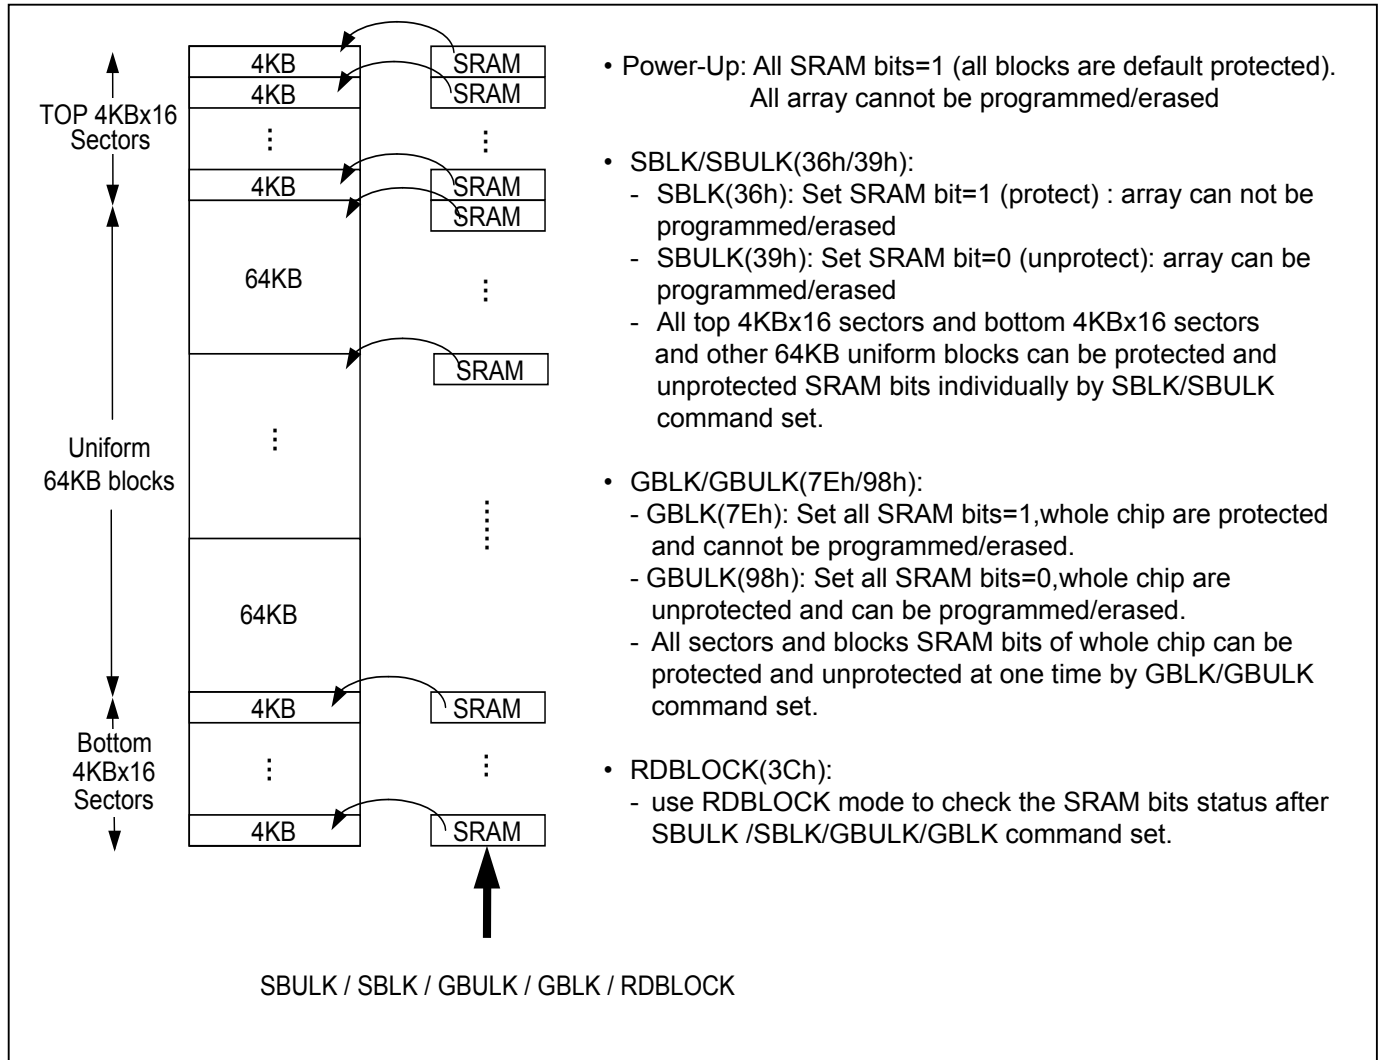 4KB
4KB
⋮
4KB
64KB
⋮
64KB
4KB
⋮
4KB
TOP 4KBx16
Sectors
Uniform
64KB blocks
Bottom
4KBx16
Sectors
SRAM
SRAM
⋮
SRAM
SRAM
⋮
SRAM
SRAM
⋮
SRAM
SBULK / SBLK / GBULK / GBLK / RDBLOCK
• Power-Up: All SRAM bits=1 (all blocks are default protected).
All array cannot be programmed/erased
• SBLK/SBULK(36h/39h):
- SBLK(36h): Set SRAM bit=1 (protect) : array can not be
programmed/erased
- SBULK(39h): Set SRAM bit=0 (unprotect): array can be
programmed/erased
- All top 4KBx16 sectors and bottom 4KBx16 sectors
and other 64KB uniform blocks can be protected and
unprotected SRAM bits individually by SBLK/SBULK
command set.
• GBLK/GBULK(7Eh/98h):
- GBLK(7Eh): Set all SRAM bits=1,whole chip are protected
and cannot be programmed/erased.
- GBULK(98h): Set all SRAM bits=0,whole chip are
unprotected and can be programmed/erased.
- All sectors and blocks SRAM bits of whole chip can be
protected and unprotected at one time by GBLK/GBULK
command set.
• RDBLOCK(3Ch):
- use RDBLOCK mode to check the SRAM bits status after
SBULK /SBLK/GBULK/GBLK command set.